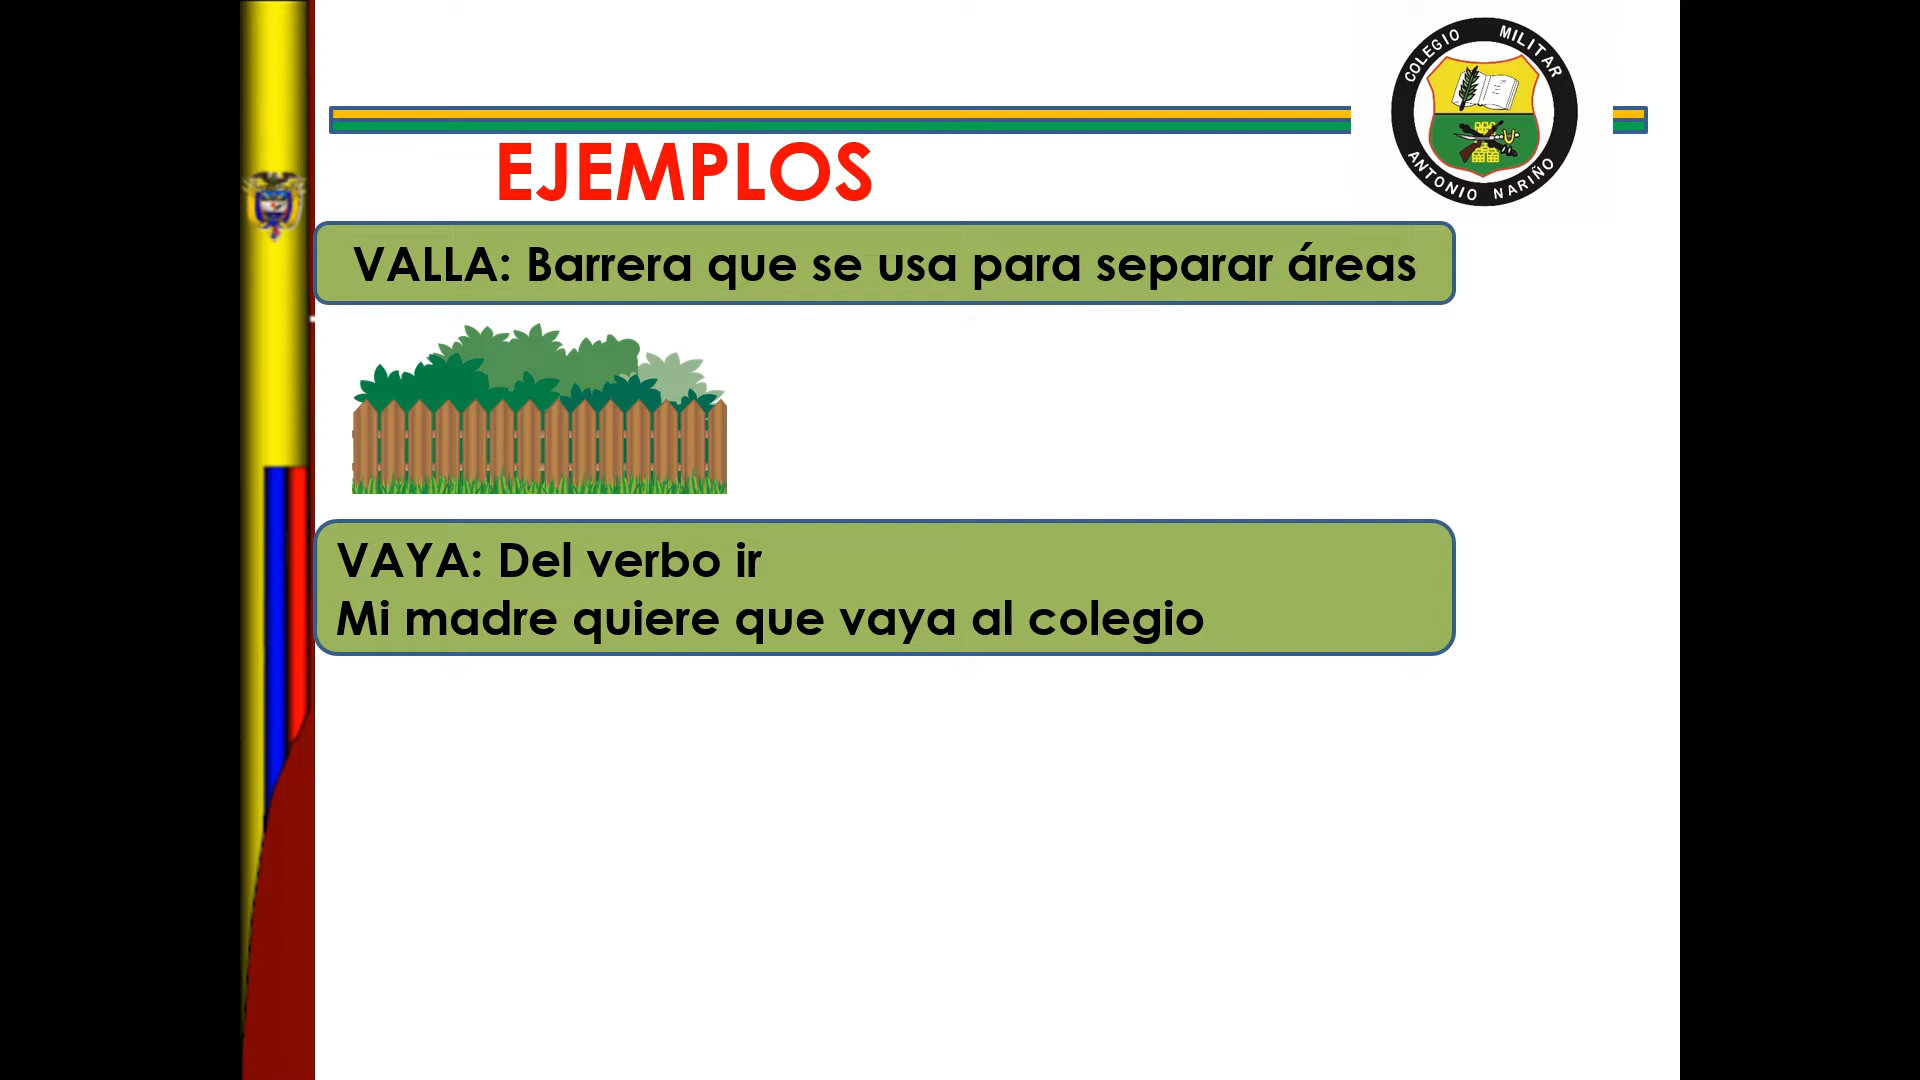 COLEGIO MILITAR
ANTONIO NARIÑO
EJEMPLOS
VALLA: Barrera que se usa para separar áreas
VAYA: Del verbo ir
Mi madre quiere que vaya al colegio